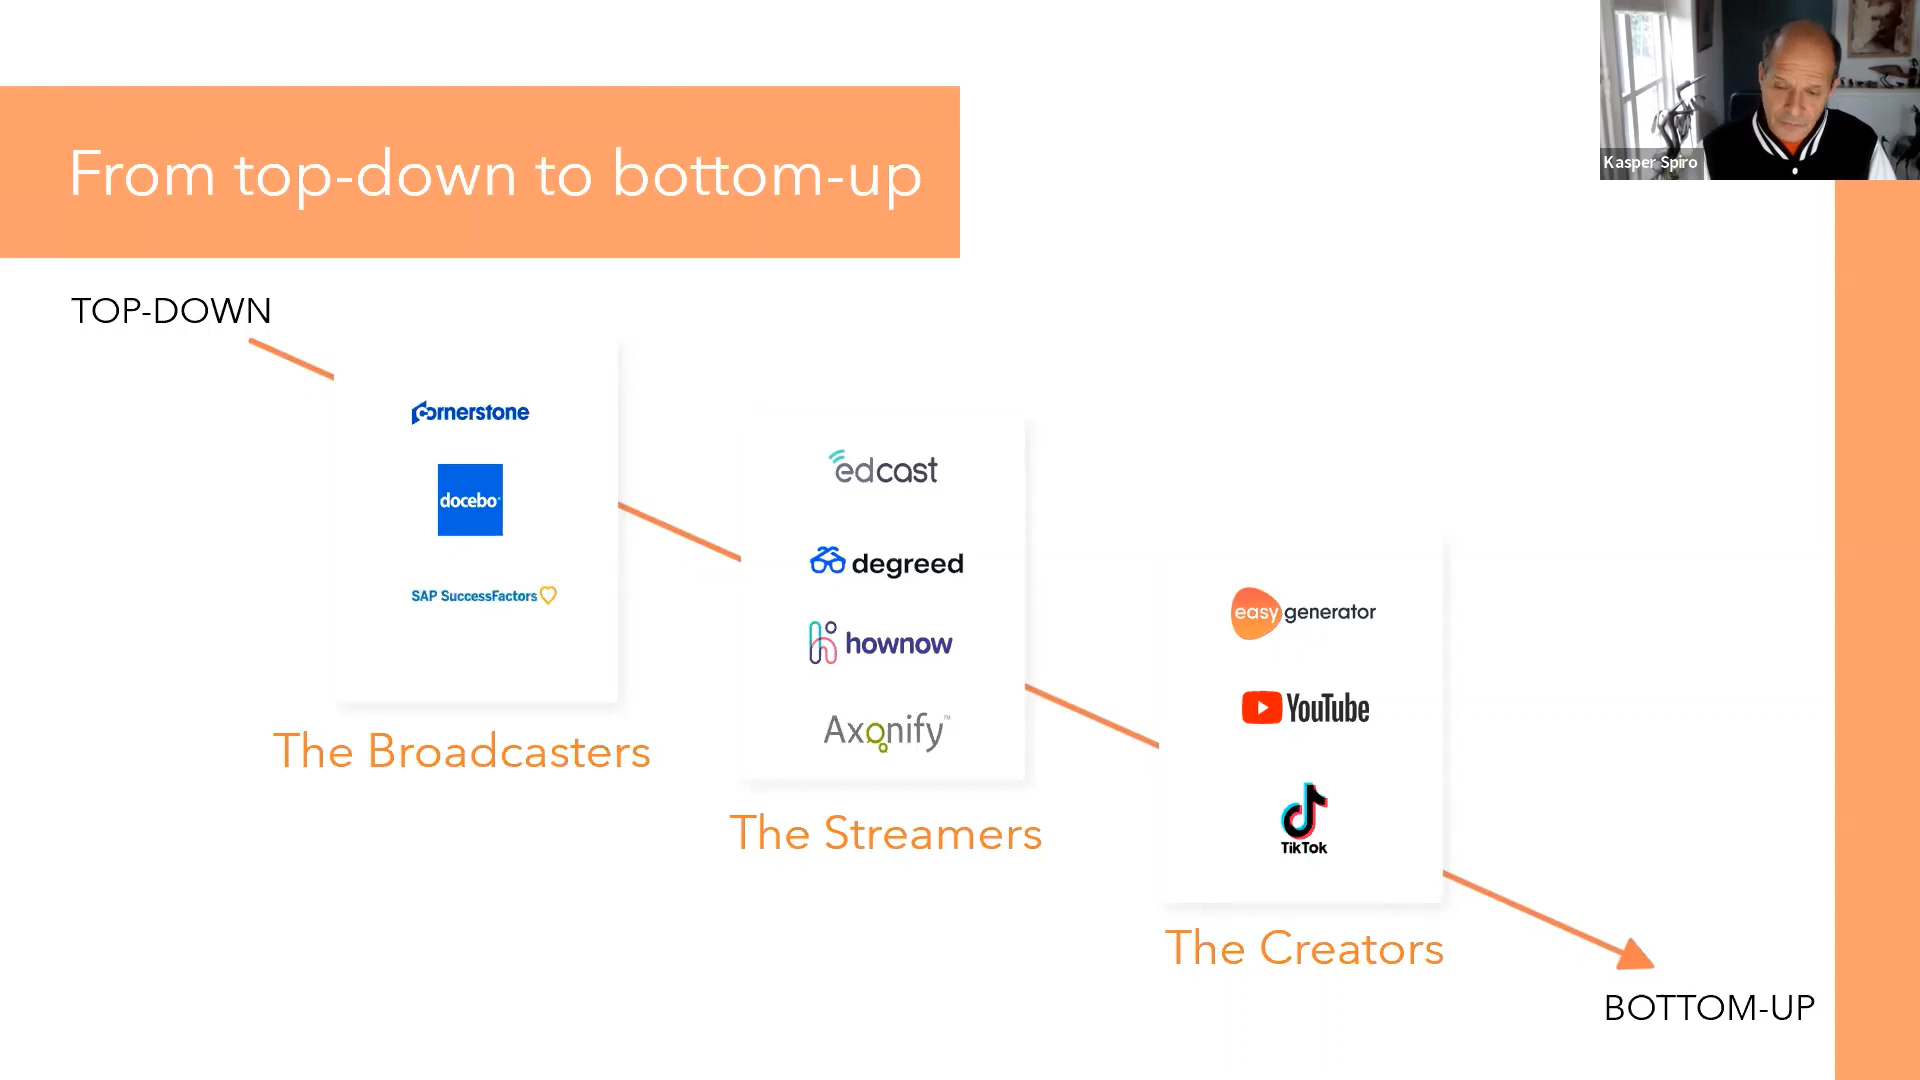 From top-down to bottom-up
Kasper Spiro
TOP-DOWN
cornerstone
docebo
SAP SuccessFactors
The Broadcasters
edcast
degreed
hownow
Axonify™
The Streamers
easygenerator
YouTube
TikTok
The Creators
BOTTOM-UP